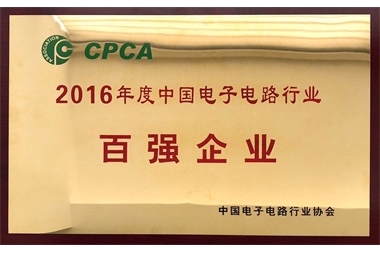 ASSOCIATION
CPCA
2016年度中国电子电路行业
百强企业
中国电子电路行业协会